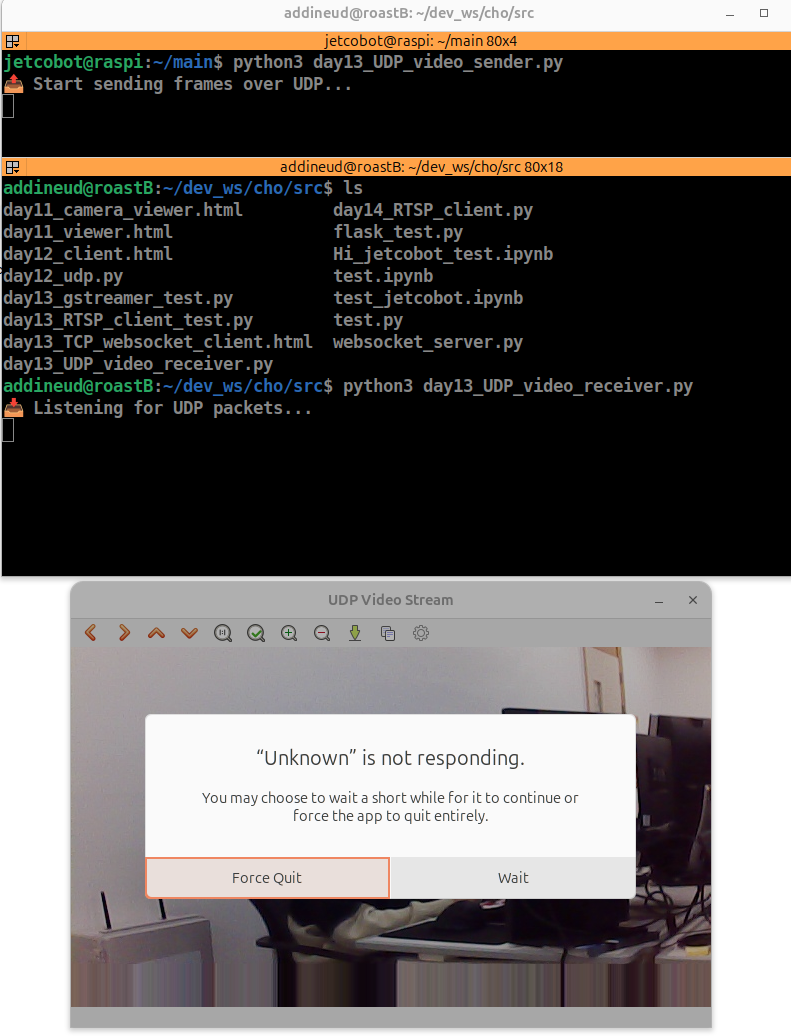 addineud@roastB: ~/dev_ws/cho/src
jetcobot@raspi: ~/main 80x4
jetcobot@raspi:~/main$ python3 day13_UDP_video_sender.py
Start sending frames over UDP...
addineud@roastB: ~/dev_ws/cho/src 80x18
addineud@roastB:~/dev_ws/cho/src$ ls
day11_camera_viewer.html day14_RTSP_client.py
day11_viewer.html flask_test.py
day12_client.html Hi_jetcobot_test.ipynb
day12_udp.py test.ipynb
day13_gstreamer_test.py test_jetcobot.ipynb
day13_RTSP_client_test.py test.py
day13_TCP_websocket_client.html websocket_server.py
day13_UDP_video_receiver.py
addineud@roastB:~/dev_ws/cho/src$ python3 day13_UDP_video_receiver.py
Listening for UDP packets...
UDP Video Stream
“Unknown” is not responding.
You may choose to wait a short while for it to continue or
force the app to quit entirely.
Force Quit Wait